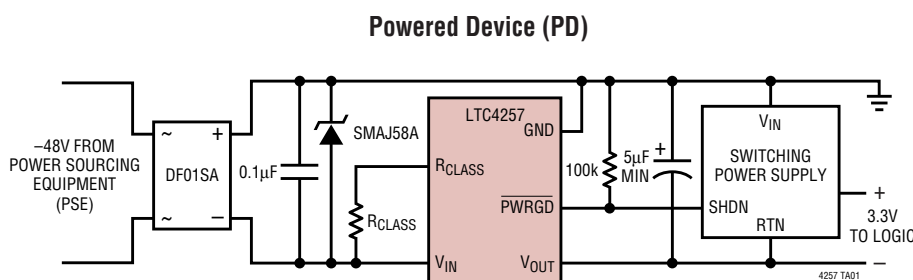 Powered Device (PD)
–48V FROM
POWER SOURCING
EQUIPMENT
(PSE)
~
+
DF01SA
~
–
0.1µF
SMAJ58A
RCLASS
LTC4257
GND
RCLASS
PWRGD
VIN
VOUT
100k
5µF
MIN
+
VIN
SWITCHING
POWER SUPPLY
SHDN
RTN
+
3.3V
TO LOGIC
–
4257 TA01